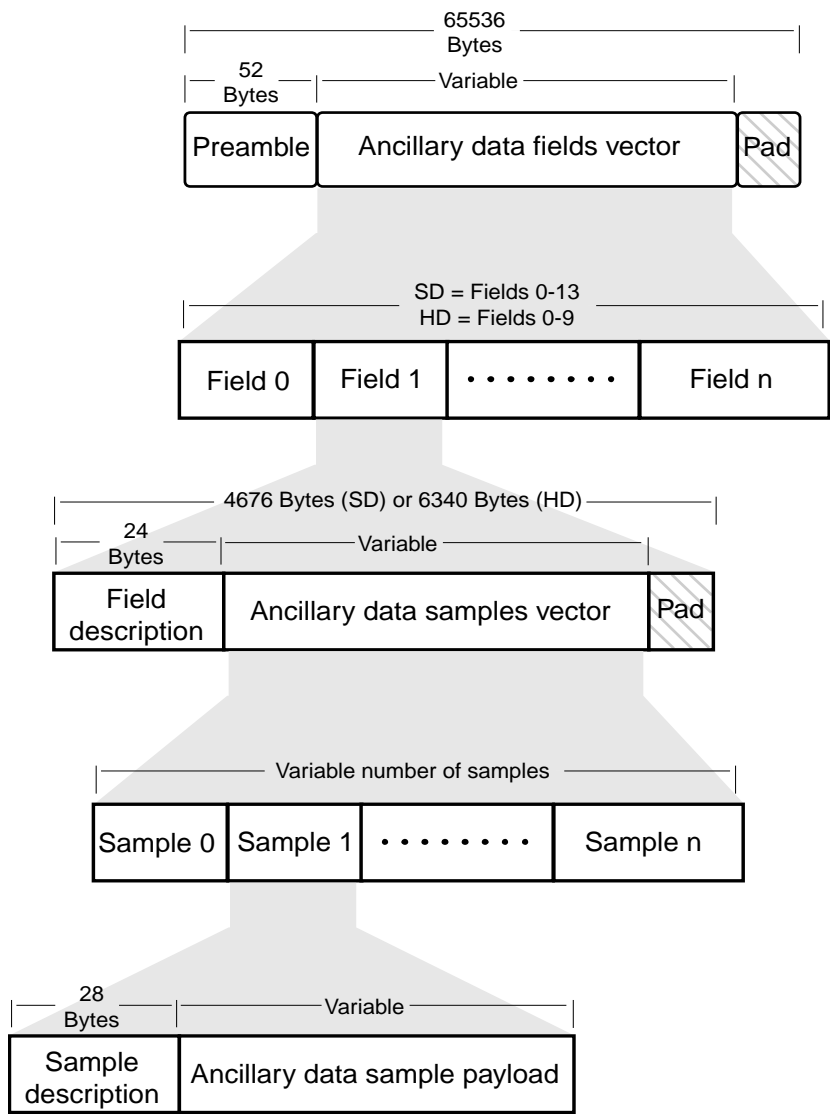 65536
Bytes
52
Bytes
Variable
Preamble
Ancillary data fields vector
Pad
SD = Fields 0-13
HD = Fields 0-9
Field 0
Field 1
. . . . . . . .
Field n
4676 Bytes (SD) or 6340 Bytes (HD)
24
Bytes
Variable
Field
description
Ancillary data samples vector
Pad
Variable number of samples
Sample 0
Sample 1
. . . . . . . .
Sample n
28
Bytes
Variable
Sample
description
Ancillary data sample payload